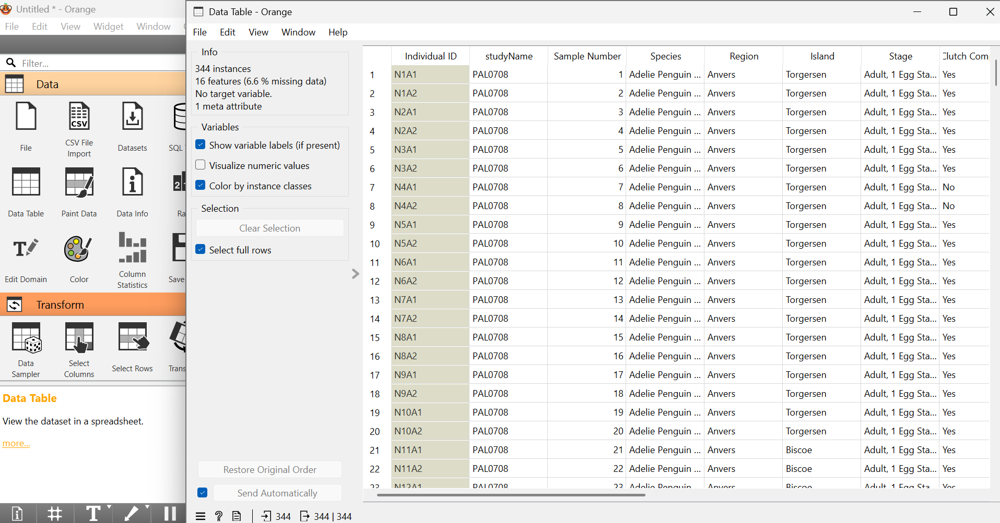 Untitled * - Orange
File Edit View Widget Window
Filter...
Data
File
CSV File Import
Datasets
SQL
Data Table
Paint Data
Data Info
Ra
Edit Domain
Color
Column Statistics
Save
Transform
Data Sampler
Select Columns
Select Rows
Trans
Data Table
View the dataset in a spreadsheet.
more...
Data Table - Orange
File Edit View Window Help
Info
344 instances
16 features (6.6 % missing data)
No target variable.
1 meta attribute
Variables
Show variable labels (if present)
Visualize numeric values
Color by instance classes
Selection
Clear Selection
Select full rows
Restore Original Order
Send Automatically
344 344 | 344
Individual ID studyName Sample Number Species Region Island Stage Clutch Com
1 N1A1 PAL0708 1 Adelie Penguin ... Anvers Torgersen Adult, 1 Egg Sta... Yes
2 N1A2 PAL0708 2 Adelie Penguin ... Anvers Torgersen Adult, 1 Egg Sta... Yes
3 N2A1 PAL0708 3 Adelie Penguin ... Anvers Torgersen Adult, 1 Egg Sta... Yes
4 N2A2 PAL0708 4 Adelie Penguin ... Anvers Torgersen Adult, 1 Egg Sta... Yes
5 N3A1 PAL0708 5 Adelie Penguin ... Anvers Torgersen Adult, 1 Egg Sta... Yes
6 N3A2 PAL0708 6 Adelie Penguin ... Anvers Torgersen Adult, 1 Egg Sta... Yes
7 N4A1 PAL0708 7 Adelie Penguin ... Anvers Torgersen Adult, 1 Egg Sta... No
8 N4A2 PAL0708 8 Adelie Penguin ... Anvers Torgersen Adult, 1 Egg Sta... No
9 N5A1 PAL0708 9 Adelie Penguin ... Anvers Torgersen Adult, 1 Egg Sta... Yes
10 N5A2 PAL0708 10 Adelie Penguin ... Anvers Torgersen Adult, 1 Egg Sta... Yes
11 N6A1 PAL0708 11 Adelie Penguin ... Anvers Torgersen Adult, 1 Egg Sta... Yes
12 N6A2 PAL0708 12 Adelie Penguin ... Anvers Torgersen Adult, 1 Egg Sta... Yes
13 N7A1 PAL0708 13 Adelie Penguin ... Anvers Torgersen Adult, 1 Egg Sta... Yes
14 N7A2 PAL0708 14 Adelie Penguin ... Anvers Torgersen Adult, 1 Egg Sta... Yes
15 N8A1 PAL0708 15 Adelie Penguin ... Anvers Torgersen Adult, 1 Egg Sta... Yes
16 N8A2 PAL0708 16 Adelie Penguin ... Anvers Torgersen Adult, 1 Egg Sta... Yes
17 N9A1 PAL0708 17 Adelie Penguin ... Anvers Torgersen Adult, 1 Egg Sta... Yes
18 N9A2 PAL0708 18 Adelie Penguin ... Anvers Torgersen Adult, 1 Egg Sta... Yes
19 N10A1 PAL0708 19 Adelie Penguin ... Anvers Torgersen Adult, 1 Egg Sta... Yes
20 N10A2 PAL0708 20 Adelie Penguin ... Anvers Torgersen Adult, 1 Egg Sta... Yes
21 N11A1 PAL0708 21 Adelie Penguin ... Anvers Biscoe Adult, 1 Egg Sta... Yes
22 N11A2 PAL0708 22 Adelie Penguin ... Anvers Biscoe Adult, 1 Egg Sta... Yes
23 N12A1 PAL0708 23 Adelie Penguin ... Anvers Biscoe Adult, 1 Egg Sta... Yes